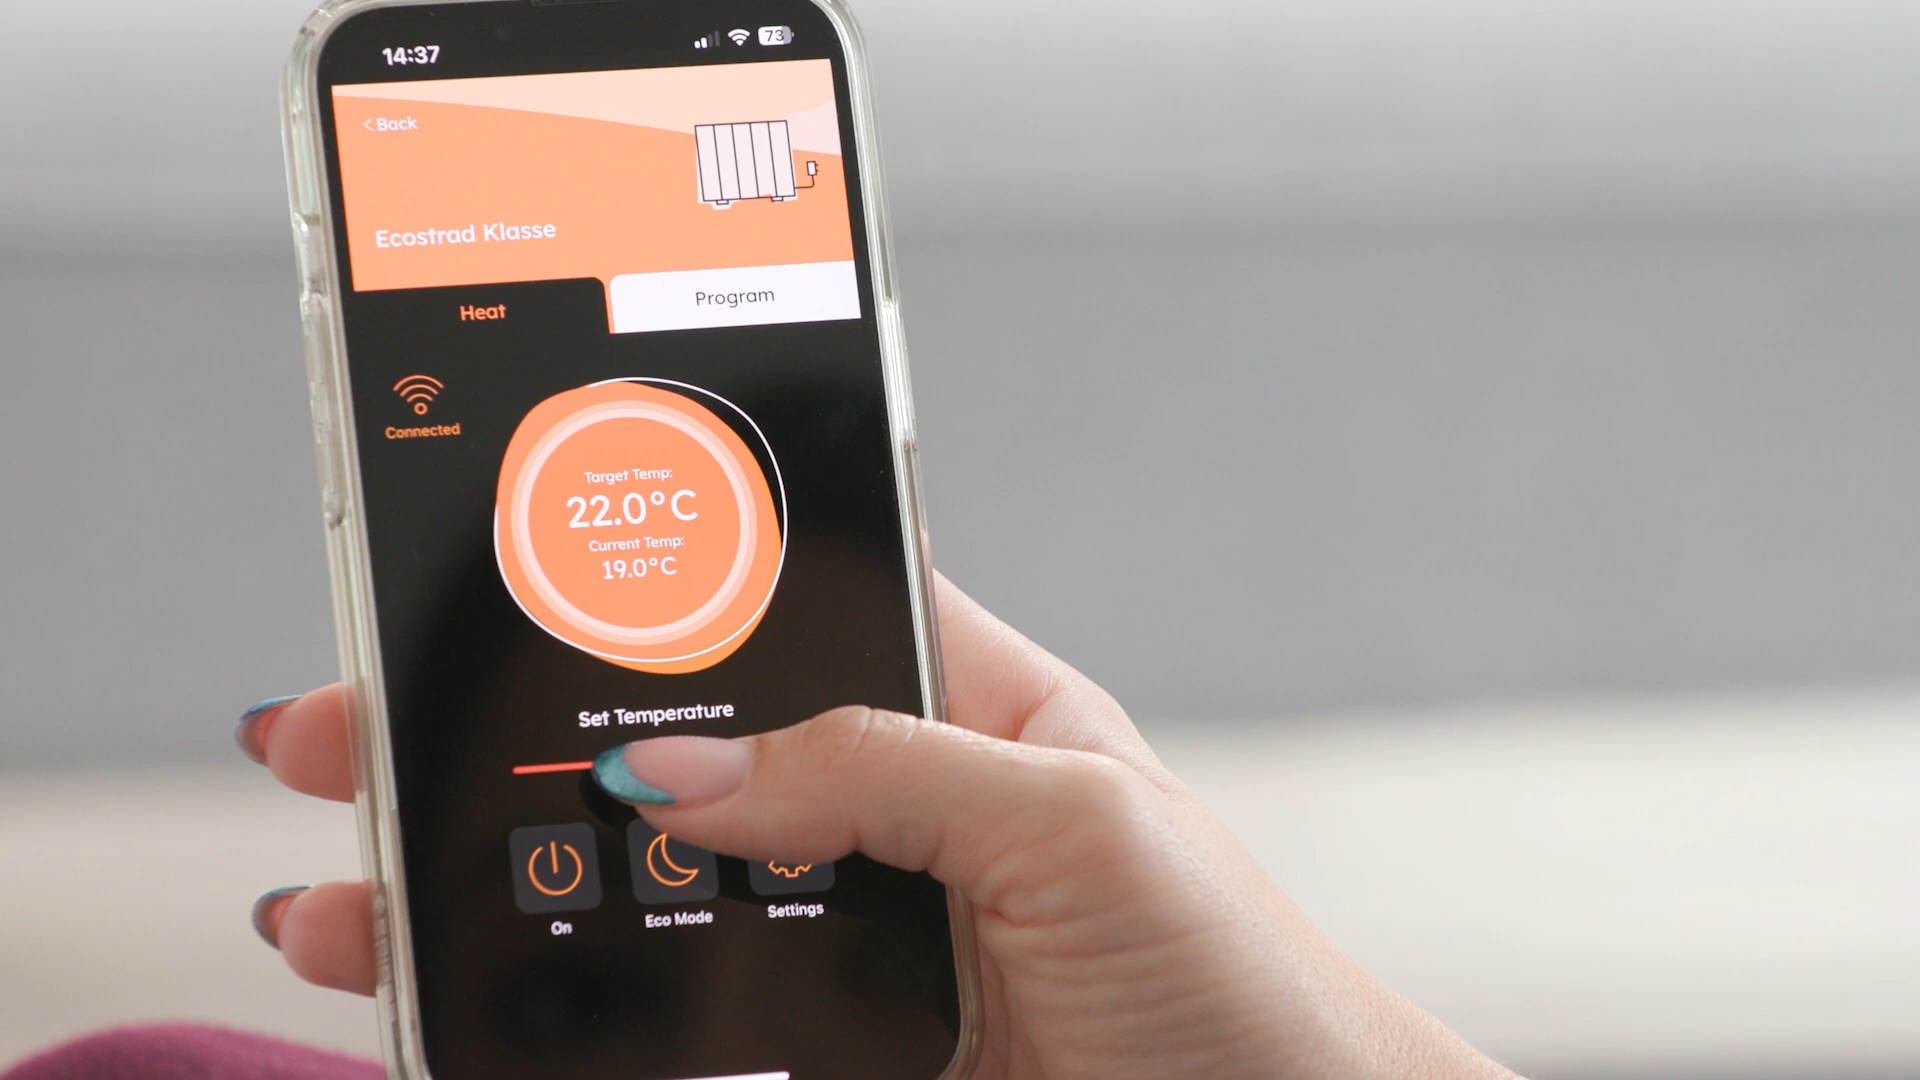 14:37
73
Back
Ecostrad Klasse
Heat
Program
Connected
Target Temp:
22.0°C
Current Temp:
19.0°C
Set Temperature
On
Eco Mode
Settings